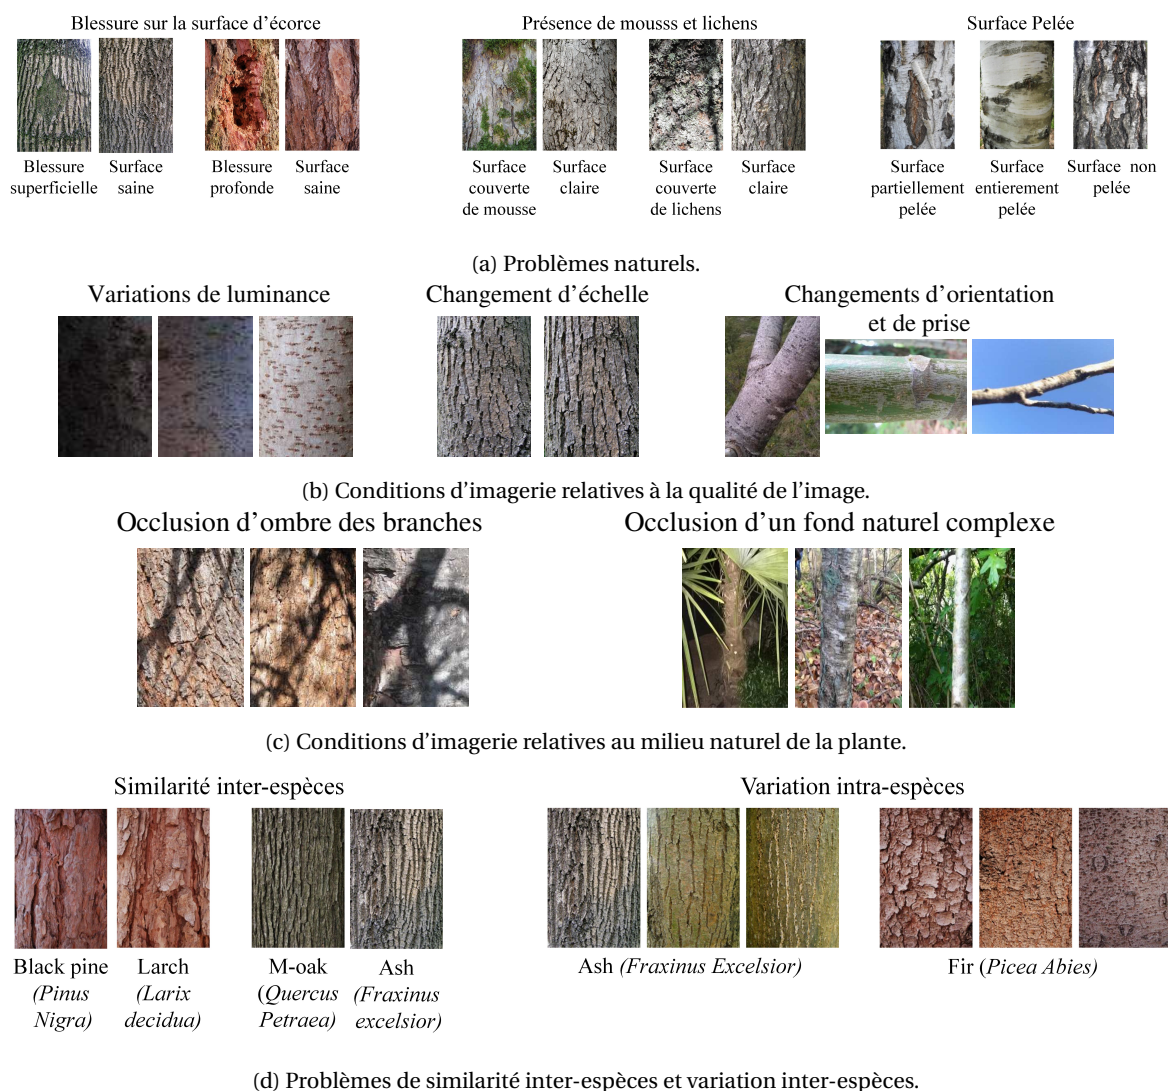 Blessure sur la surface d'écorce
Présence de mousss et lichens
Surface Pelée
Blessure superficielle
Surface saine
Blessure profonde
Surface saine
Surface couverte de mousse
Surface claire
Surface couverte de lichens
Surface claire
Surface partiellement pelée
Surface entierement pelée
Surface non pelée
(a) Problèmes naturels.
Variations de luminance
Changement d'échelle
Changements d'orientation
et de prise
(b) Conditions d'imagerie relatives à la qualité de l'image.
Occlusion d'ombre des branches
Occlusion d'un fond naturel complexe
(c) Conditions d'imagerie relatives au milieu naturel de la plante.
Similarité inter-espèces
Variation intra-espèces
Black pine
(Pinus
Nigra)
Larch
(Larix
decidua)
M-oak
(Quercus
Petraea)
Ash
(Fraxinus
excelsior)
Ash (Fraxinus Excelsior)
Fir (Picea Abies)
(d) Problèmes de similarité inter-espèces et variation inter-espèces.